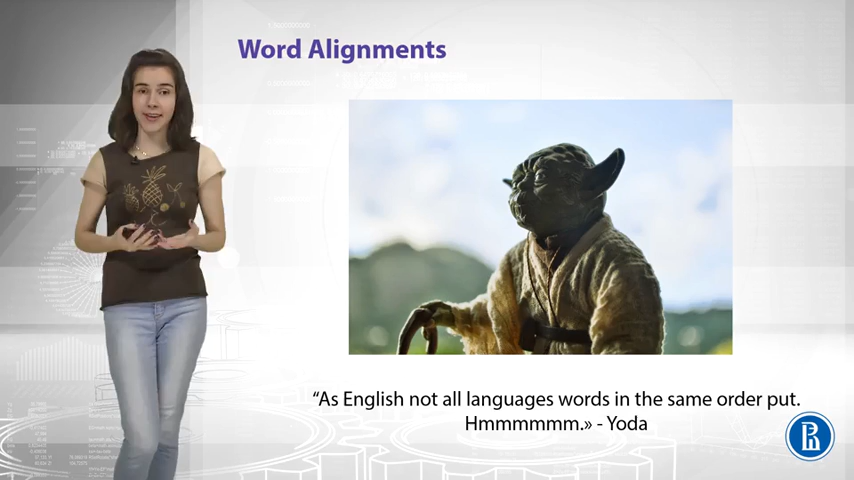 Word Alignments
“As English not all languages words in the same order put.
Hmmmmmm.» - Yoda